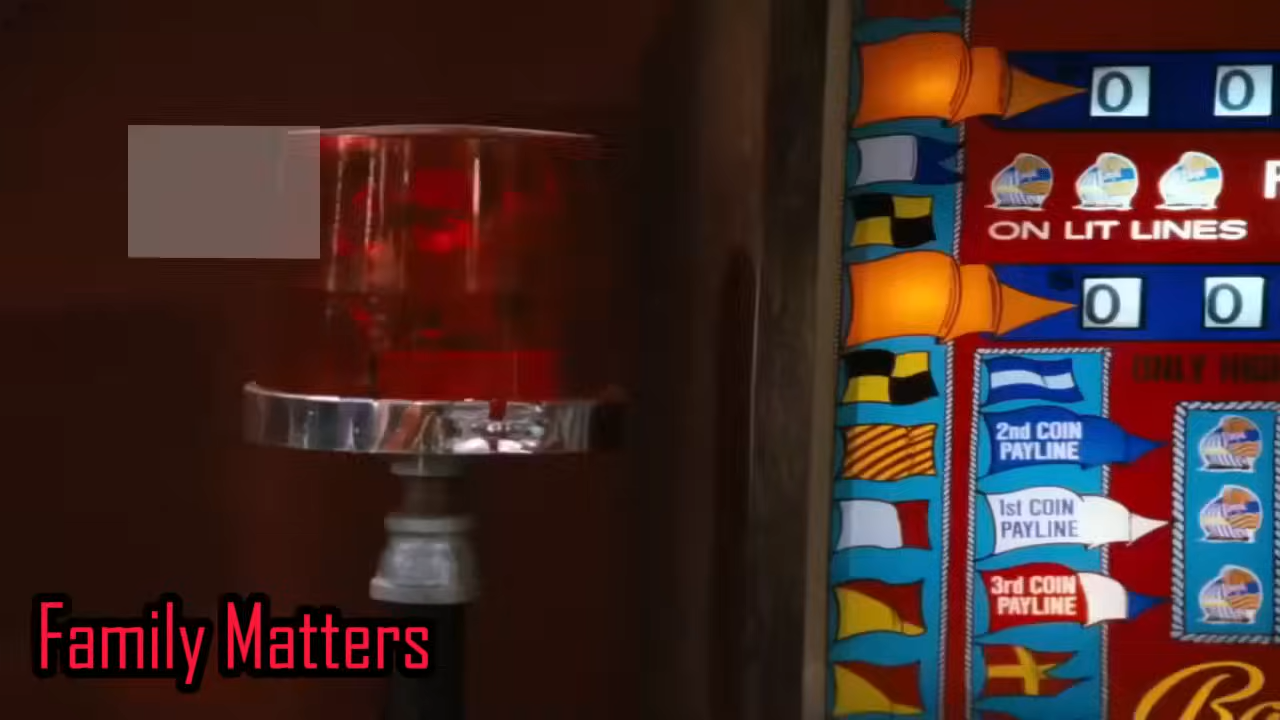 0 0
ON LIT LINES
0 0
2nd COIN
PAYLINE
1st COIN
PAYLINE
3rd COIN
PAYLINE
Family Matters